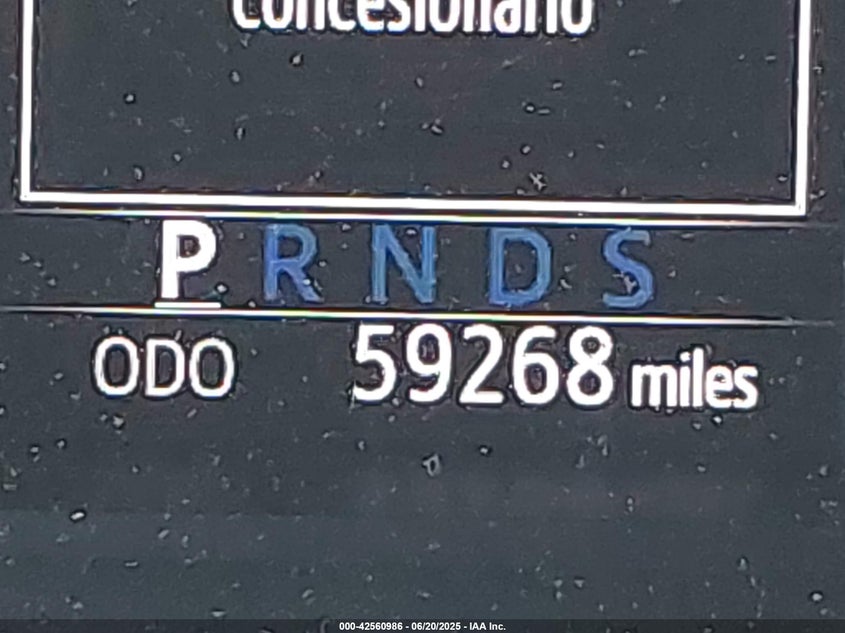 concesionario
P R N D S
ODO 59268 miles
000-42560986 - 06/20/2025 - IAA Inc.